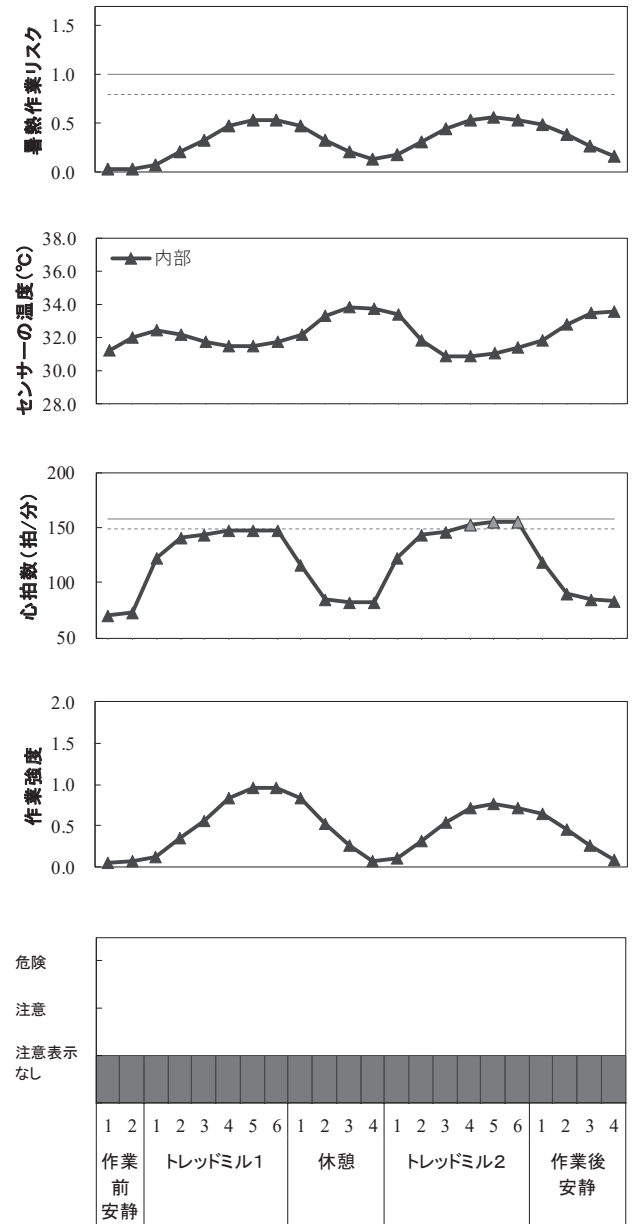 暑熱作業リスク
1.5
1.0
0.5
0.0
センサーの温度(℃)
38.0
36.0
34.0
32.0
30.0
28.0
内部
心拍数(拍/分)
200
150
100
50
作業強度
2.0
1.5
1.0
0.5
0.0
危険
注意
注意表示
なし
1 2 1 2 3 4 5 6 1 2 3 4 1 2 3 4 5 6 1 2 3 4
作業
前
安静
トレッドミル1
休憩
トレッドミル2
作業後
安静